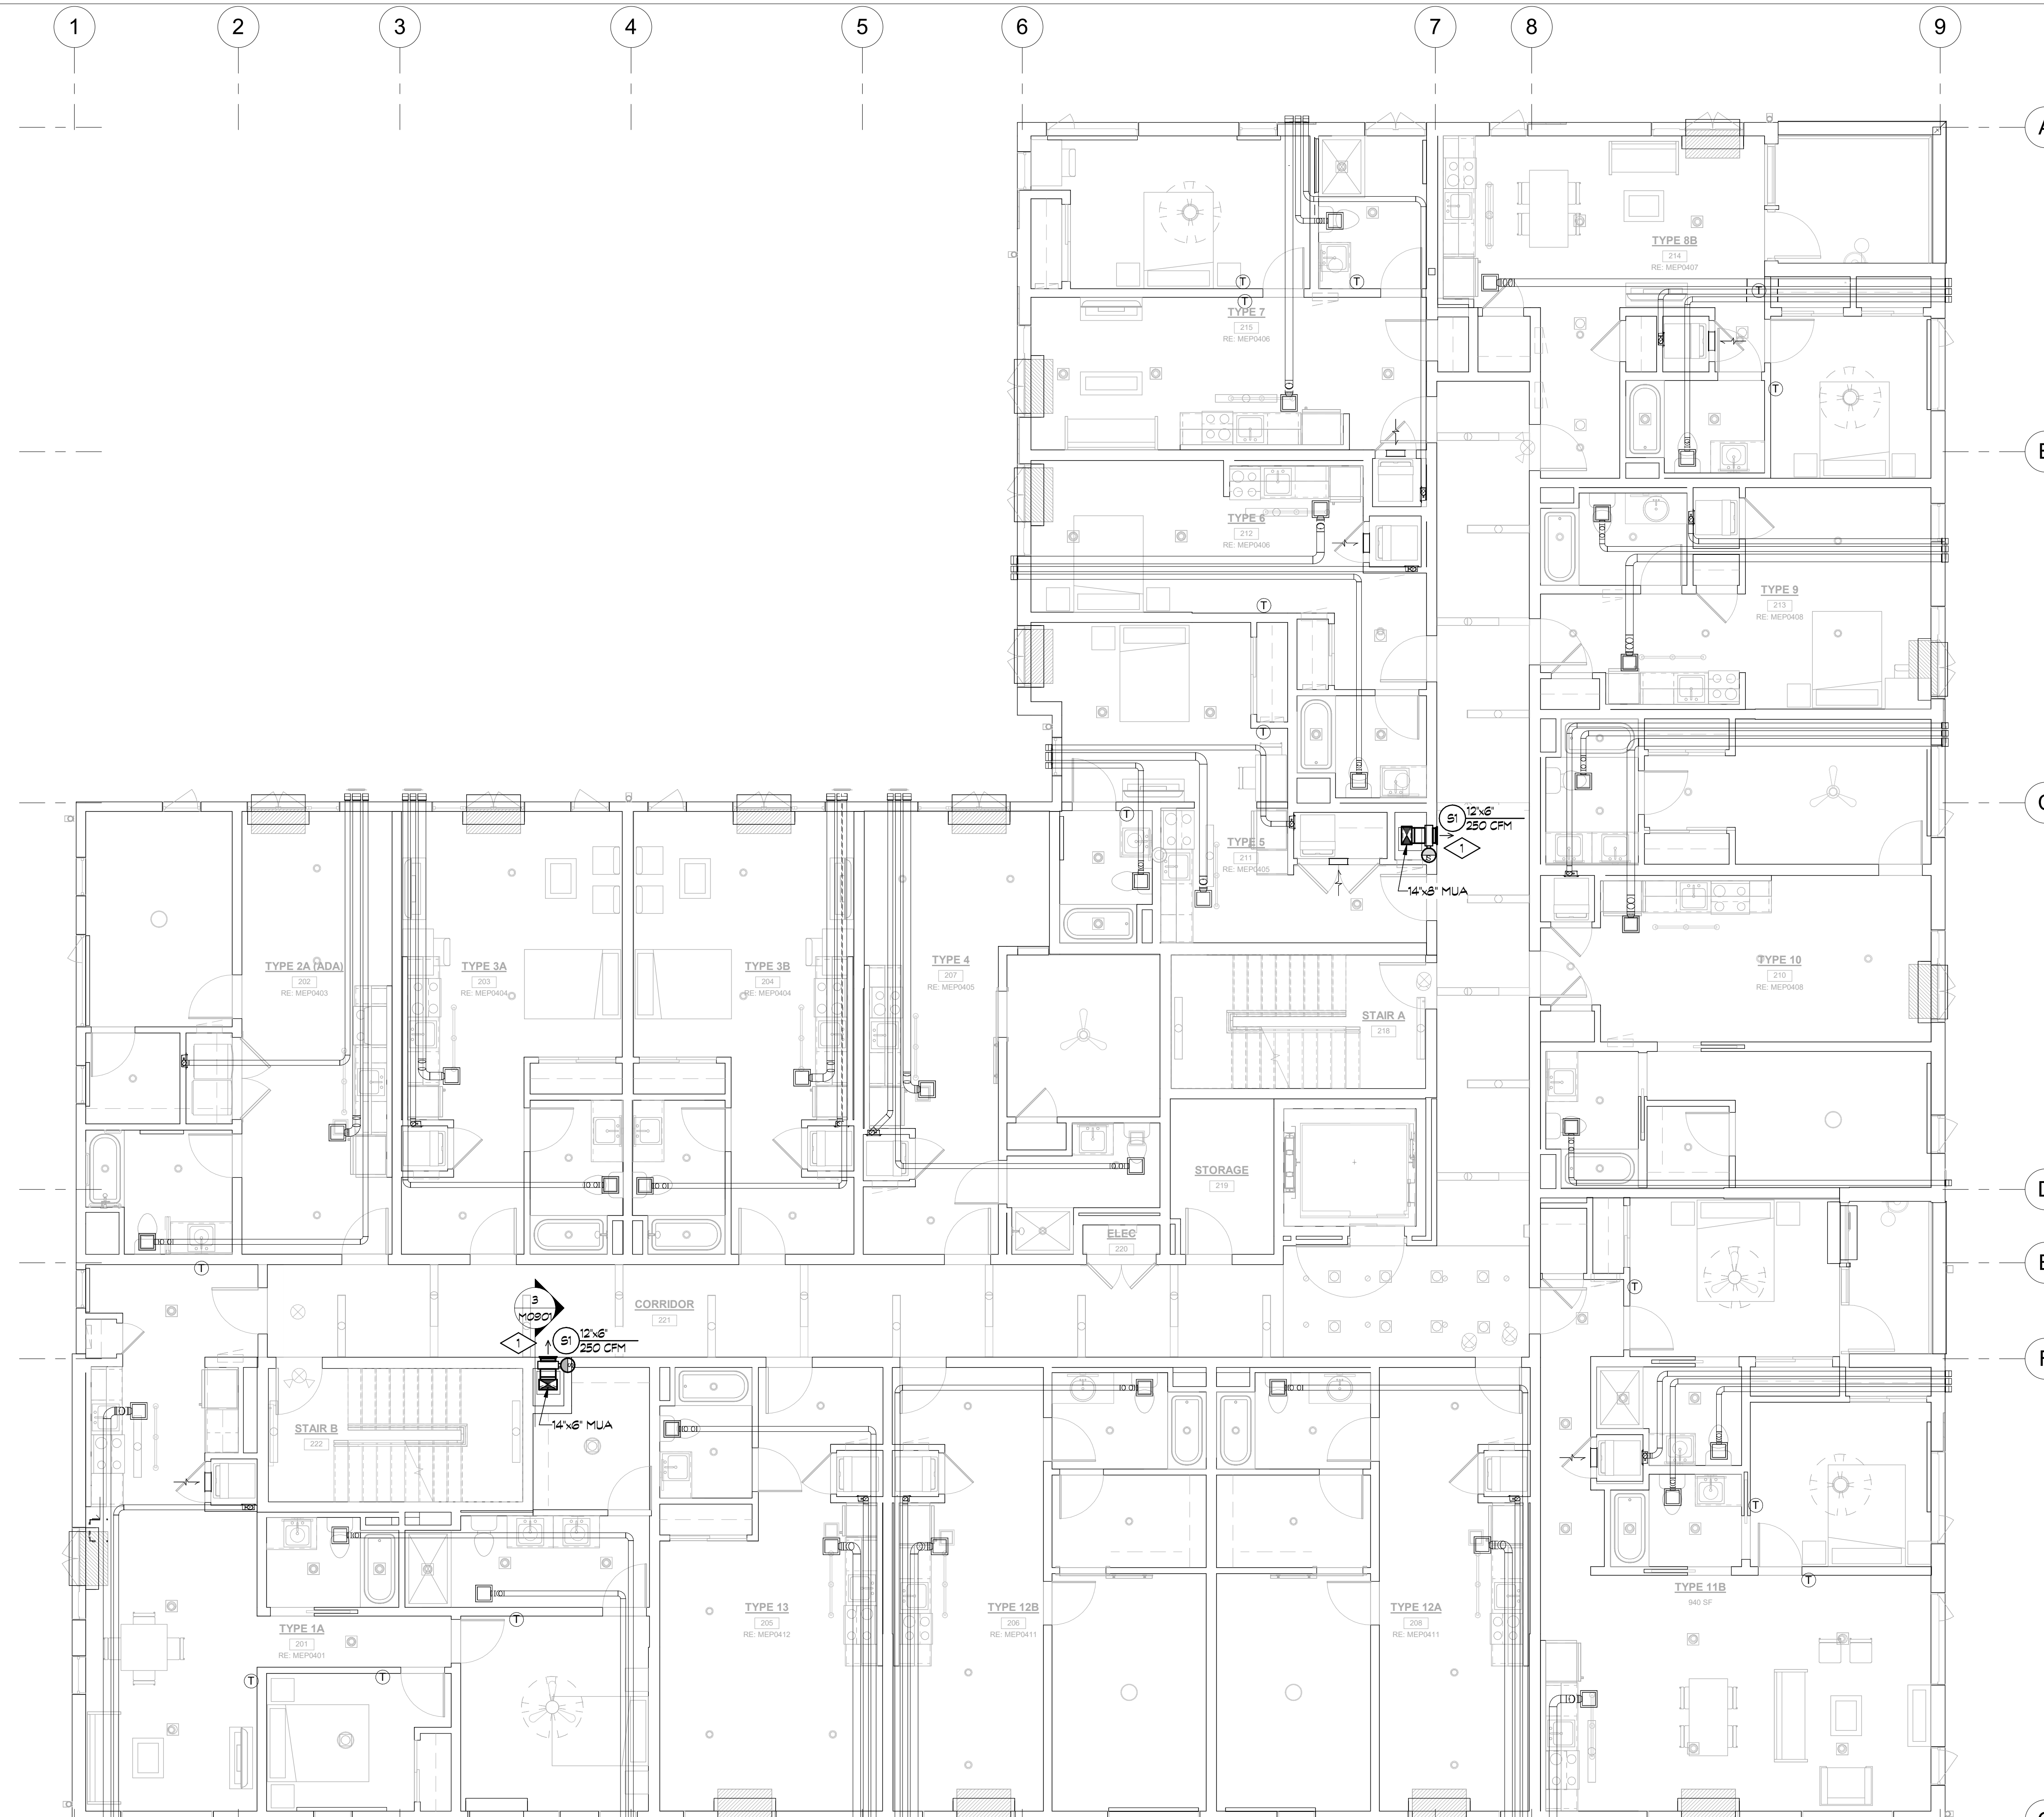 1
2
3
4
5
6
7
8
9
A
TYPE 8B
214
RE: MEP0407
T
T
T
T
TYPE 7
215
RE: MEP0406
T
B
TYPE 6
212
RE: MEP0406
TYPE 9
213
RE: MEP0408
T
T
C
S1
12"x6"
250 CFM
1
T
TYPE 5
211
RE: MEP0405
S
14"x8" MUA
TYPE 2A (ADA)
202
RE: MEP0403
TYPE 3A
203
RE: MEP0404
TYPE 3B
204
RE: MEP0404
TYPE 4
207
RE: MEP0405
TYPE 10
210
RE: MEP0408
STAIR A
218
STORAGE
219
D
ELEC
220
E
T
T
3
M0901
CORRIDOR
221
1
S1
12"x6"
250 CFM
F
14"x6" MUA
STAIR B
222
T
T
T
TYPE 11B
940 SF
TYPE 13
205
RE: MEP0412
TYPE 12B
206
RE: MEP0411
TYPE 12A
208
RE: MEP0411
TYPE 1A
201
RE: MEP0401
T
T